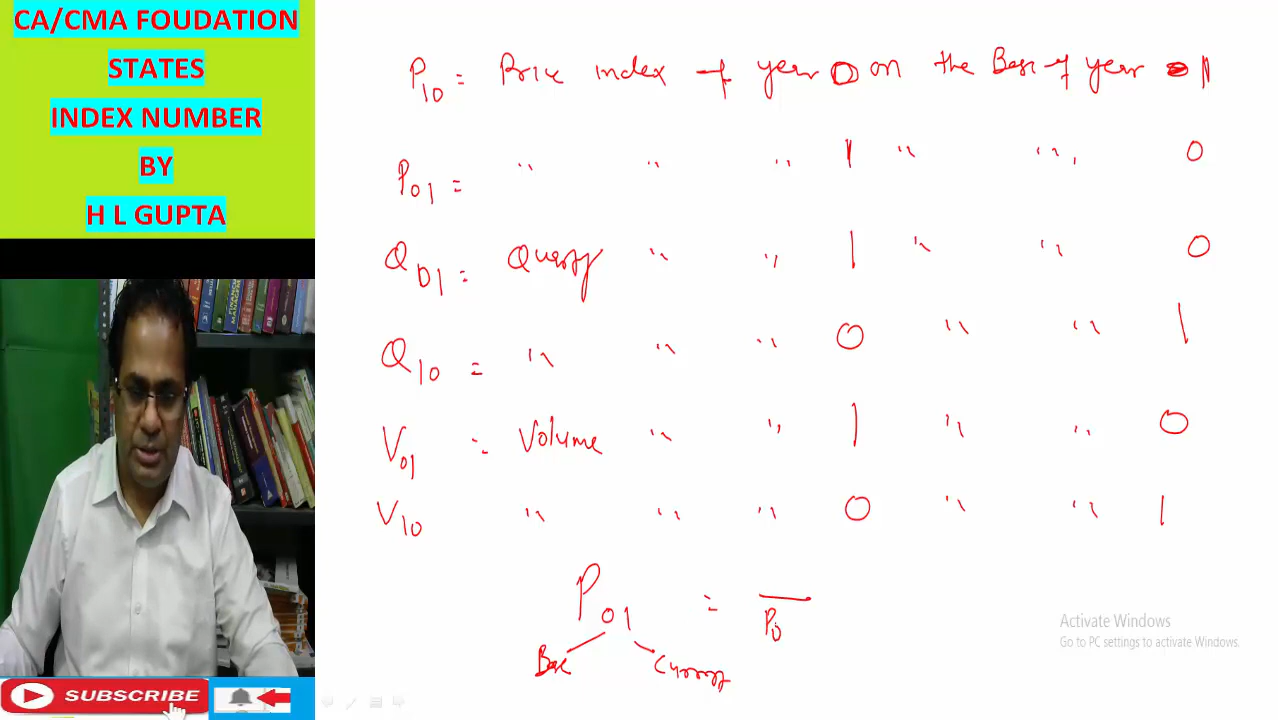 CA/CMA FOUDATION
STATES
INDEX NUMBER
BY
H L GUPTA
P10 = Price index of year 0 on the Base of year 1
P01 = " " " 1 " " 0
Q01 = " " 1 " " 0
Q10 = " " " 0 " " 1
V01 = Volume " " 1 " " 0
V10 " " " 0 " " 1
P01 = P0
Base
Activate Windows
Go to PC settings to activate Windows.
SUBSCRIBE